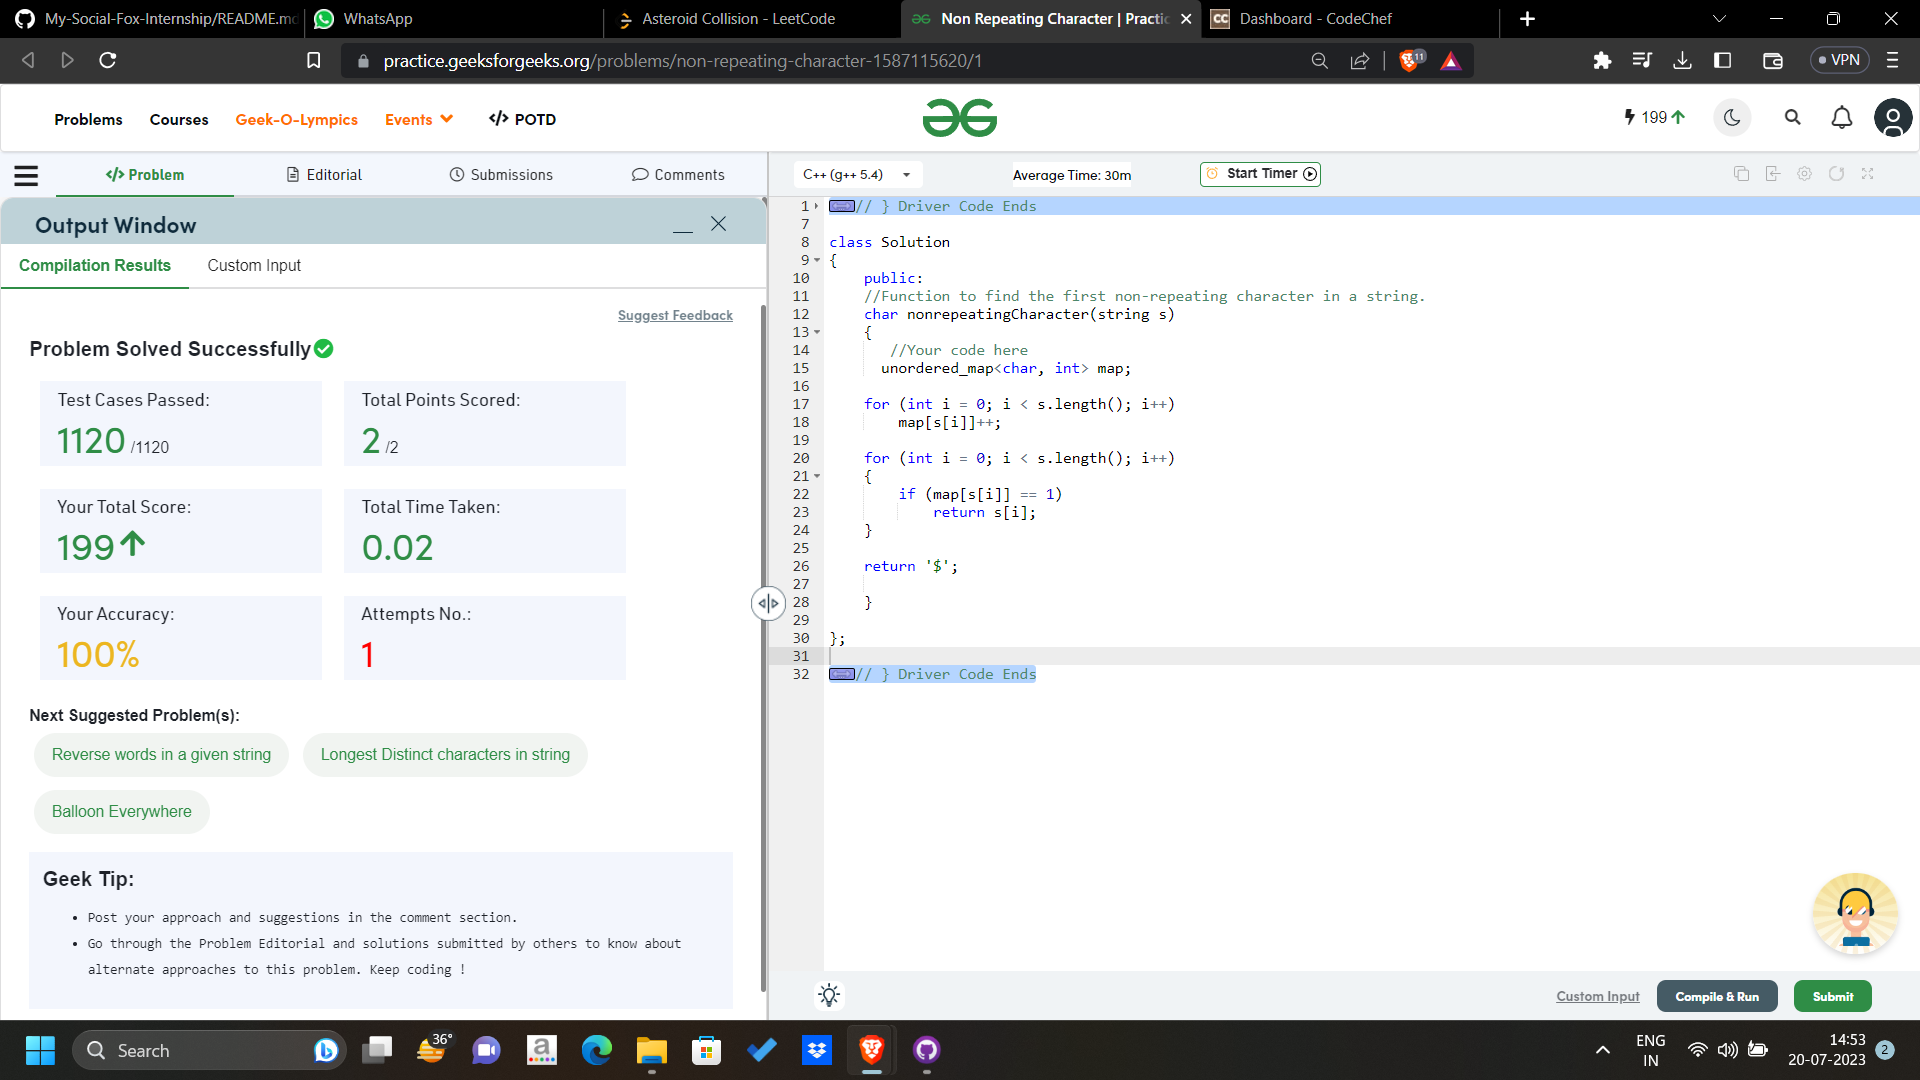 My-Social-Fox-Internship/README.md
WhatsApp
Asteroid Collision - LeetCode
Non Repeating Character | Practic
CC
Dashboard - CodeChef
practice.geeksforgeeks.org/problems/non-repeating-character-1587115620/1
11
VPN
Problems
Courses
Geek-O-Lympics
Events
</> POTD
199
</> Problem
Editorial
Submissions
Comments
C++ (g++ 5.4)
Average Time: 30m
Start Timer
Output Window
Compilation Results
Custom Input
Suggest Feedback
Problem Solved Successfully
Test Cases Passed:
1120 /1120
Total Points Scored:
2 /2
Your Total Score:
199
Total Time Taken:
0.02
Your Accuracy:
100%
Attempts No.:
1
Next Suggested Problem(s):
Reverse words in a given string
Longest Distinct characters in string
Balloon Everywhere
Geek Tip:
• Post your approach and suggestions in the comment section.
• Go through the Problem Editorial and solutions submitted by others to know about
alternate approaches to this problem. Keep coding !
1 // } Driver Code Ends
7
8 class Solution
9 {
10 public:
11 //Function to find the first non-repeating character in a string.
12 char nonrepeatingCharacter(string s)
13 {
14 //Your code here
15 unordered_map<char, int> map;
16
17 for (int i = 0; i < s.length(); i++)
18 map[s[i]]++;
19
20 for (int i = 0; i < s.length(); i++)
21 {
22 if (map[s[i]] == 1)
23 return s[i];
24 }
25
26 return '$';
27
28 }
29
30 };
31
32 // } Driver Code Ends
Custom Input
Compile & Run
Submit
Search
36°
a
ENG
IN
14:53
20-07-2023
2